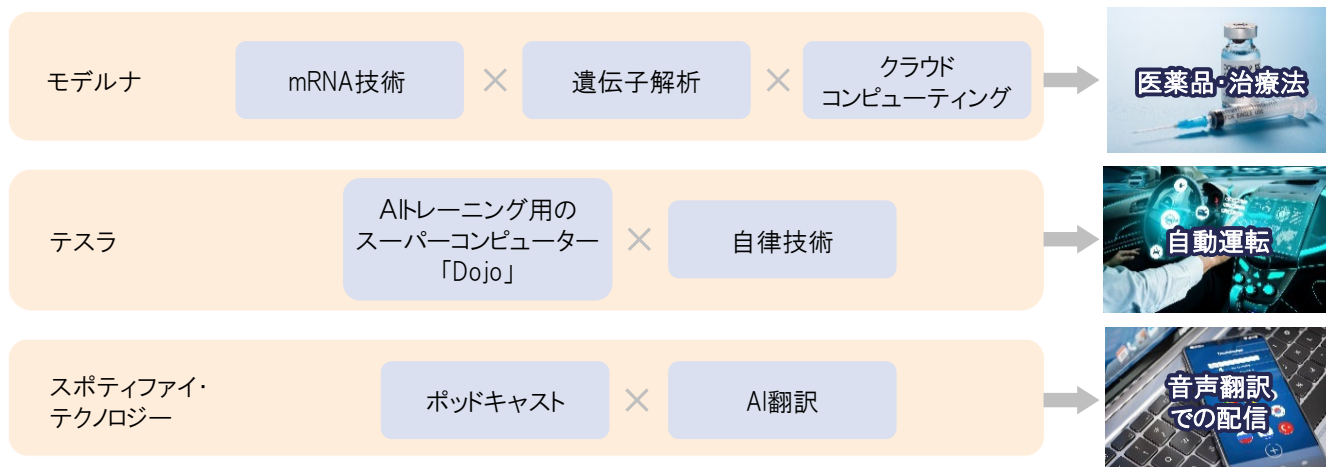 モデルナ
mRNA技術
×
遺伝子解析
×
クラウド
コンピューティング
医薬品・治療法
テスラ
AIトレーニング用の
スーパーコンピューター
「Dojo」
×
自律技術
自動運転
スポティファイ・
テクノロジー
ポッドキャスト
×
AI翻訳
音声翻訳
での配信